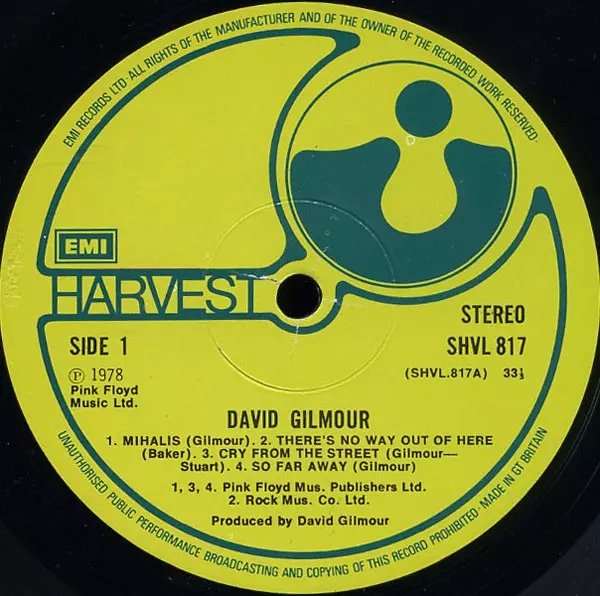 EMI RECORDS LTD·ALL RIGHTS OF THE MANUFACTURER AND OF THE OWNER OF THE RECORDED WORK RESERVED·
EMI
HARVEST
STEREO
SIDE 1
SHVL 817
(SHVL.817A) 33⅓
Ⓟ 1978
Pink Floyd
Music Ltd.
DAVID GILMOUR
1. MIHALIS (Gilmour). 2. THERE'S NO WAY OUT OF HERE
(Baker). 3. CRY FROM THE STREET (Gilmour—
Stuart). 4. SO FAR AWAY (Gilmour)
1, 3, 4. Pink Floyd Mus. Publishers Ltd.
2. Rock Mus. Co. Ltd.
Produced by David Gilmour
UNAUTHORISED PUBLIC PERFORMANCE BROADCASTING AND COPYING OF THIS RECORD PROHIBITED·MADE IN GT BRITAIN